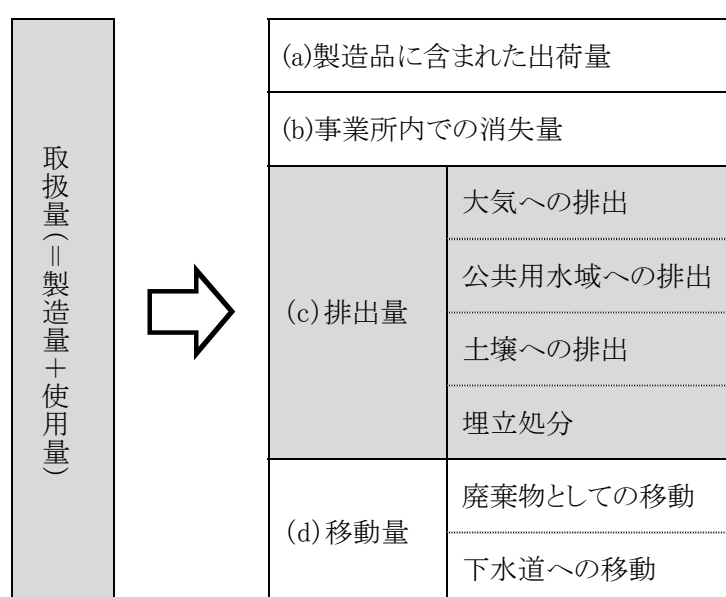 取扱量(＝製造量＋使用量)
(a)製造品に含まれた出荷量
(b)事業所内での消失量
(c)排出量
大気への排出
公共用水域への排出
土壌への排出
埋立処分
(d)移動量
廃棄物としての移動
下水道への移動